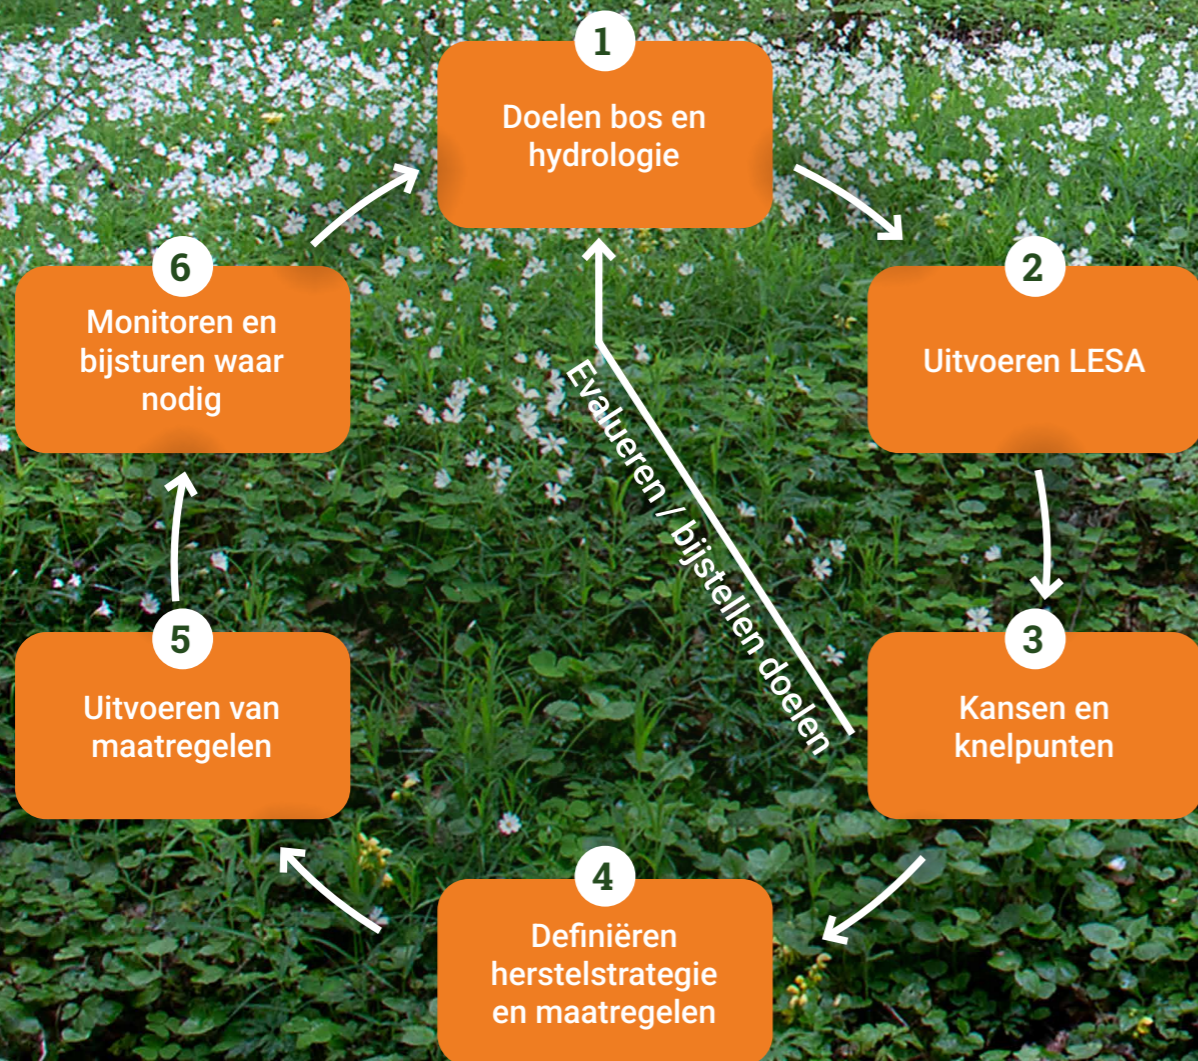 1
Doelen bos en
hydrologie
2
Uitvoeren LESA
3
Kansen en
knelpunten
4
Definiëren
herstelstrategie
en maatregelen
5
Uitvoeren van
maatregelen
6
Monitoren en
bijsturen waar
nodig
Evalueren / bijstellen doelen